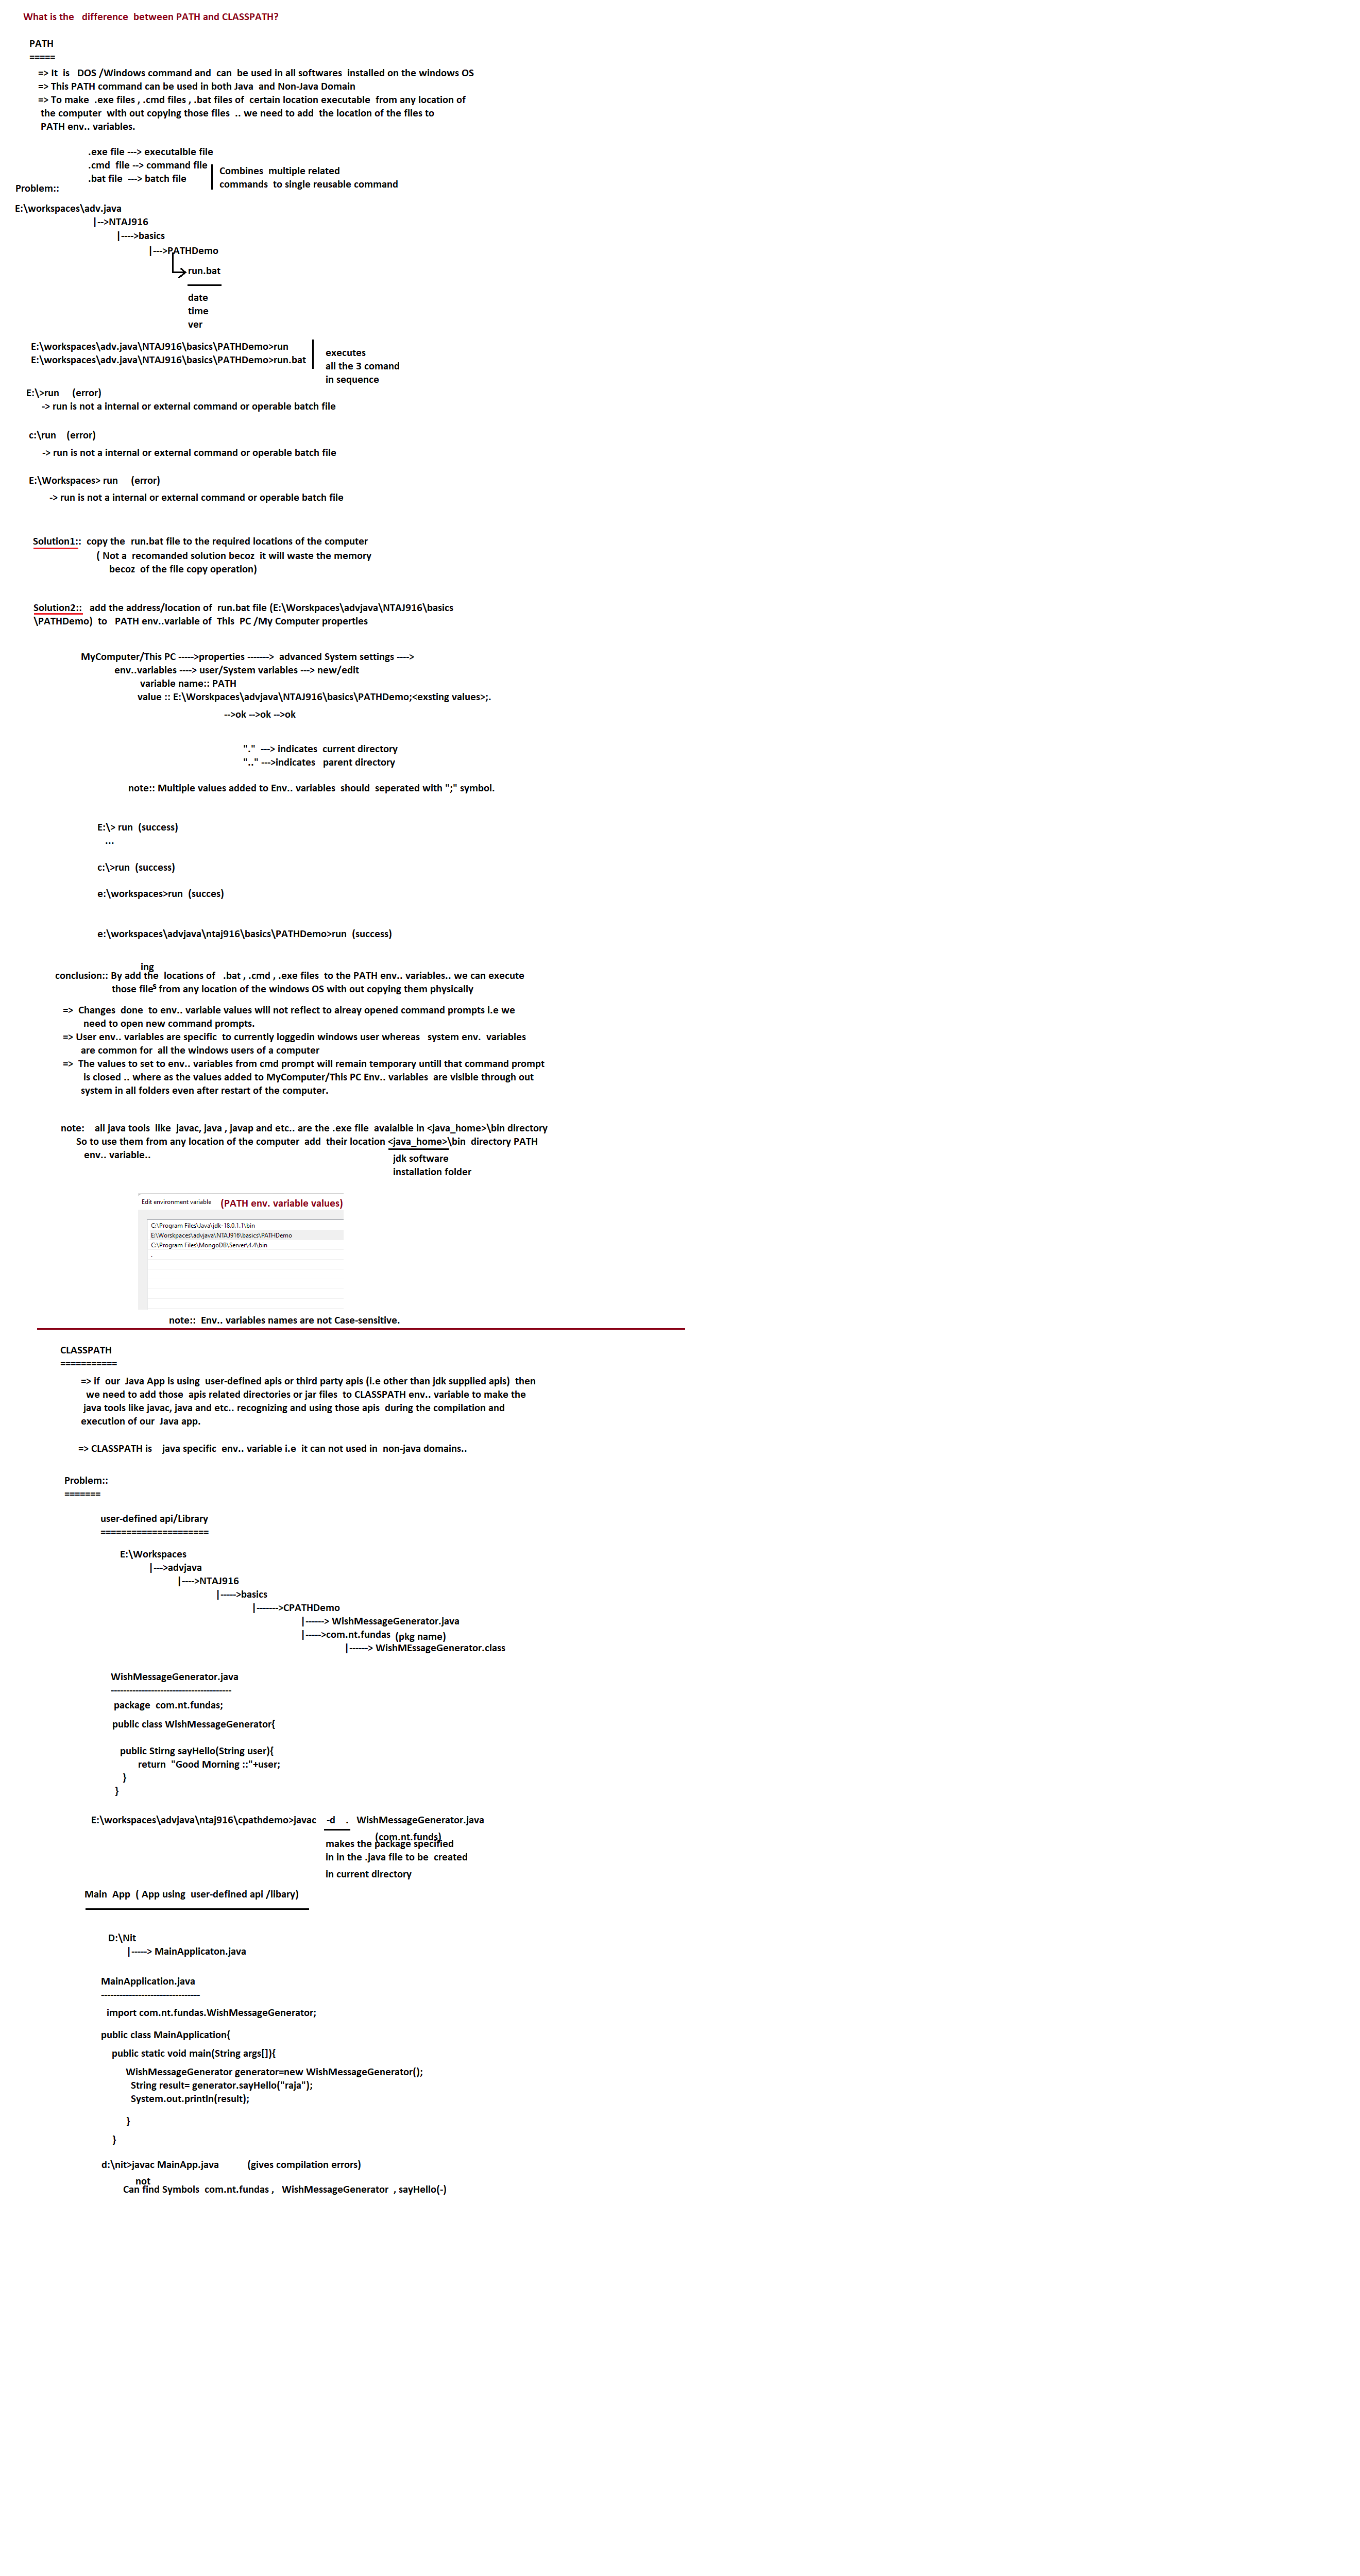 What is the difference between PATH and CLASSPATH?
PATH
=====
=> It is DOS /Windows command and can be used in all softwares installed on the windows OS
=> This PATH command can be used in both Java and Non-Java Domain
=> To make .exe files , .cmd files , .bat files of certain location executable from any location of
the computer with out copying those files .. we need to add the location of the files to
PATH env.. variables.
.exe file ---> executalble file
.cmd file --> command file
.bat file ---> batch file
Combines multiple related
commands to single reusable command
Problem::
E:\workspaces\adv.java
|-->NTAJ916
|---->basics
|--->PATHDemo
run.bat
date
time
ver
E:\workspaces\adv.java\NTAJ916\basics\PATHDemo>run
E:\workspaces\adv.java\NTAJ916\basics\PATHDemo>run.bat
executes
all the 3 comand
in sequence
E:\>run (error)
-> run is not a internal or external command or operable batch file
c:\run (error)
-> run is not a internal or external command or operable batch file
E:\Workspaces> run (error)
-> run is not a internal or external command or operable batch file
Solution1:: copy the run.bat file to the required locations of the computer
( Not a recomanded solution becoz it will waste the memory
becoz of the file copy operation)
Solution2:: add the address/location of run.bat file (E:\Worskpaces\advjava\NTAJ916\basics
\PATHDemo) to PATH env..variable of This PC /My Computer properties
MyComputer/This PC ----->properties -------> advanced System settings ---->
env..variables ----> user/System variables ---> new/edit
variable name:: PATH
value :: E:\Worskpaces\advjava\NTAJ916\basics\PATHDemo;<exsting values>;.
-->ok -->ok -->ok
"." ---> indicates current directory
".." --->indicates parent directory
note:: Multiple values added to Env.. variables should seperated with ";" symbol.
E:\> run (success)
...
c:\>run (success)
e:\workspaces>run (succes)
e:\workspaces\advjava\ntaj916\basics\PATHDemo>run (success)
ing
conclusion:: By add the locations of .bat , .cmd , .exe files to the PATH env.. variables.. we can execute
those files from any location of the windows OS with out copying them physically
=> Changes done to env.. variable values will not reflect to alreay opened command prompts i.e we
need to open new command prompts.
=> User env.. variables are specific to currently loggedin windows user whereas system env. variables
are common for all the windows users of a computer
=> The values to set to env.. variables from cmd prompt will remain temporary untill that command prompt
is closed .. where as the values added to MyComputer/This PC Env.. variables are visible through out
system in all folders even after restart of the computer.
note: all java tools like javac, java , javap and etc.. are the .exe file avaialble in <java_home>\bin directory
So to use them from any location of the computer add their location <java_home>\bin directory PATH
env.. variable..
jdk software
installation folder
Edit environment variable (PATH env. variable values)
C:\Program Files\Java\jdk-18.0.1.1\bin
E:\Worskpaces\advjava\NTAJ916\basics\PATHDemo
C:\Program Files\MongoDB\Server\4.4\bin
.
note:: Env.. variables names are not Case-sensitive.
CLASSPATH
===========
=> if our Java App is using user-defined apis or third party apis (i.e other than jdk supplied apis) then
we need to add those apis related directories or jar files to CLASSPATH env.. variable to make the
java tools like javac, java and etc.. recognizing and using those apis during the compilation and
execution of our Java app.
=> CLASSPATH is java specific env.. variable i.e it can not used in non-java domains..
Problem::
=======
user-defined api/Library
=====================
E:\Workspaces
|--->advjava
|---->NTAJ916
|----->basics
|------->CPATHDemo
|------> WishMessageGenerator.java
|----->com.nt.fundas (pkg name)
|------> WishMEssageGenerator.class
WishMessageGenerator.java
---------------------------------------
package com.nt.fundas;
public class WishMessageGenerator{
public Stirng sayHello(String user){
return "Good Morning ::"+user;
}
}
E:\workspaces\advjava\ntaj916\cpathdemo>javac -d . WishMessageGenerator.java
(com.nt.funds)
makes the package specified
in in the .java file to be created
in current directory
Main App ( App using user-defined api /libary)
D:\Nit
|-----> MainApplicaton.java
MainApplication.java
--------------------------------
import com.nt.fundas.WishMessageGenerator;
public class MainApplication{
public static void main(String args[]){
WishMessageGenerator generator=new WishMessageGenerator();
String result= generator.sayHello("raja");
System.out.println(result);
}
}
d:\nit>javac MainApp.java (gives compilation errors)
not
Can find Symbols com.nt.fundas , WishMessageGenerator , sayHello(-)